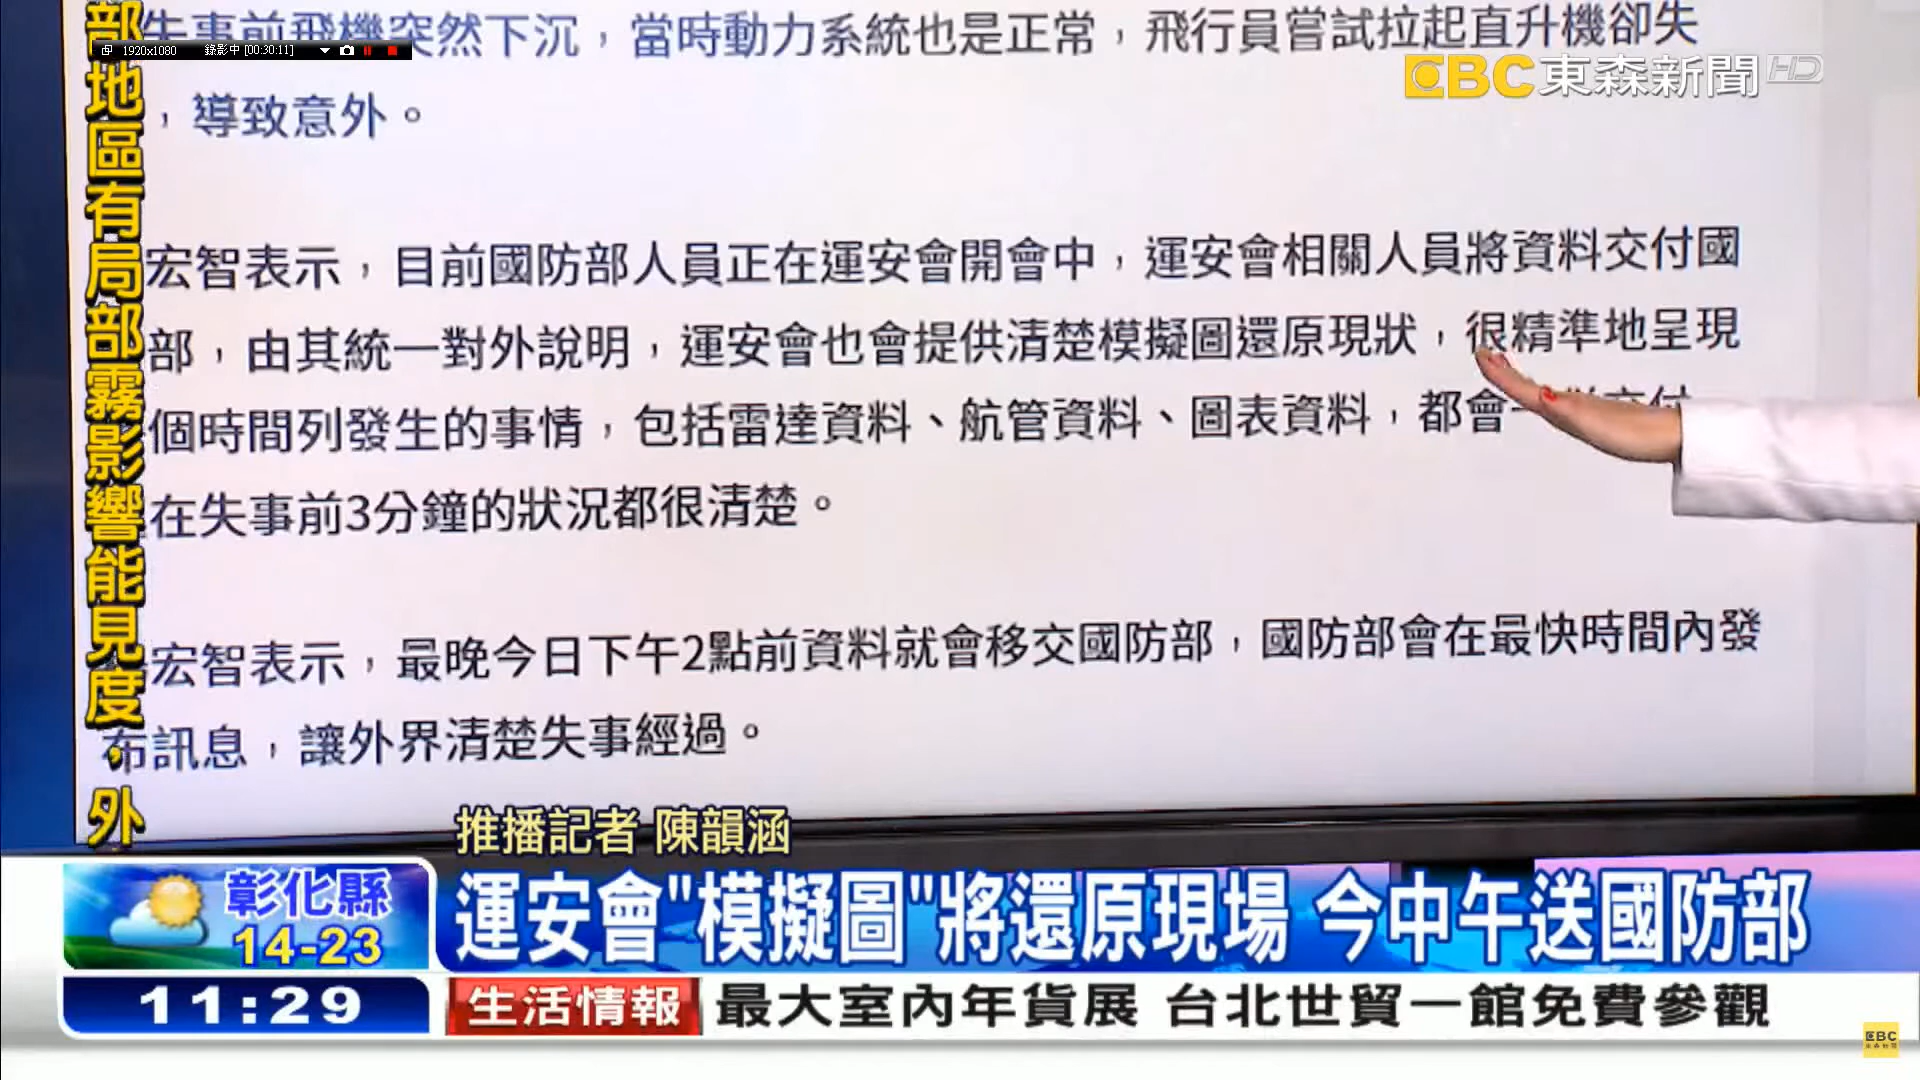 1920x1080 錄影中 [00:30:11]
失事前飛機突然下沉，當時動力系統也是正常，飛行員嘗試拉起直升機卻失
，導致意外。
EBC東森新聞HD
宏智表示，目前國防部人員正在運安會開會中，運安會相關人員將資料交付國
部，由其統一對外說明，運安會也會提供清楚模擬圖還原現狀，很精準地呈現
個時間列發生的事情，包括雷達資料、航管資料、圖表資料，都會一併交付
在失事前3分鐘的狀況都很清楚。
宏智表示，最晚今日下午2點前資料就會移交國防部，國防部會在最快時間內發
布訊息，讓外界清楚失事經過。
部地區有局部霧影響能見度，外
推播記者 陳韻涵
彰化縣
14-23
運安會"模擬圖"將還原現場 今中午送國防部
11:29
生活情報 最大室內年貨展 台北世貿一館免費參觀
EBC
東森新聞